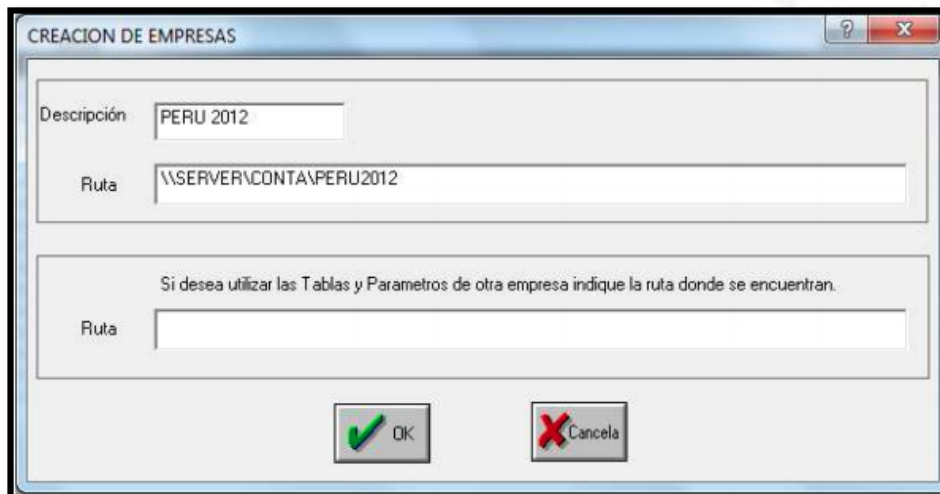 CREACION DE EMPRESAS
Descripción PERU 2012
Ruta \\SERVER\CONTA\PERU2012
Si desea utilizar las Tablas y Parametros de otra empresa indique la ruta donde se encuentran.
Ruta
OK Cancela